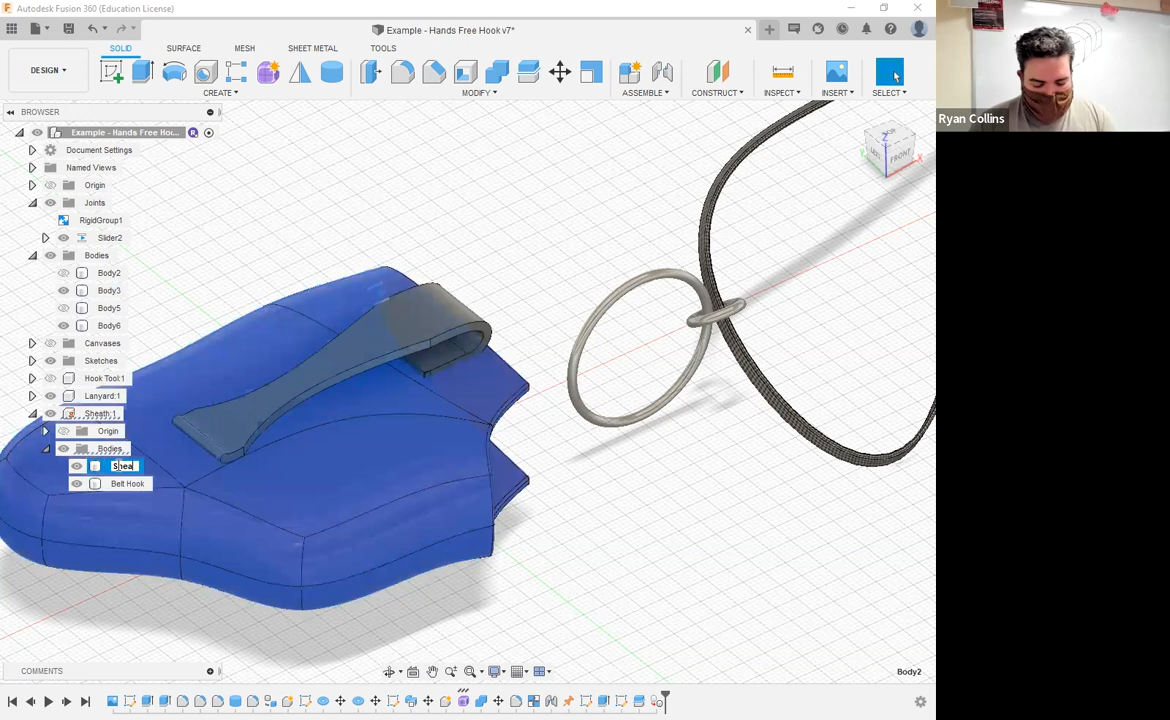 Autodesk Fusion 360 (Education License)
Example - Hands Free Hook v7*
SOLID SURFACE MESH SHEET METAL TOOLS
DESIGN
CREATE MODIFY ASSEMBLE CONSTRUCT INSPECT INSERT SELECT
BROWSER
Example - Hands Free Hoo...
Document Settings
Named Views
Origin
Joints
RigidGroup1
Slider2
Bodies
Body2
Body3
Body5
Body6
Canvases
Sketches
Hook Tool:1
Lanyard:1
Sheath:1
Origin
Bodies
Shea
Belt Hook
COMMENTS
Body2
Z
X
Y
TOP
LEFT
FRONT
R
Ryan Collins